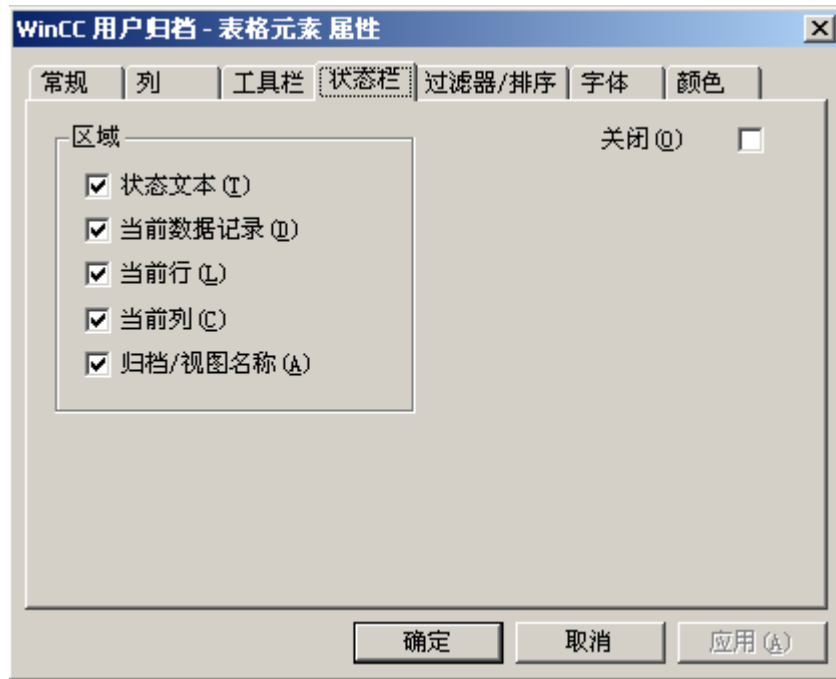 WinCC 用户归档 - 表格元素 属性
常规 列 工具栏 状态栏 过滤器/排序 字体 颜色
区域
关闭(O)
状态文本(T)
当前数据记录(D)
当前行(L)
当前列(C)
归档/视图名称(A)
确定 取消 应用(A)